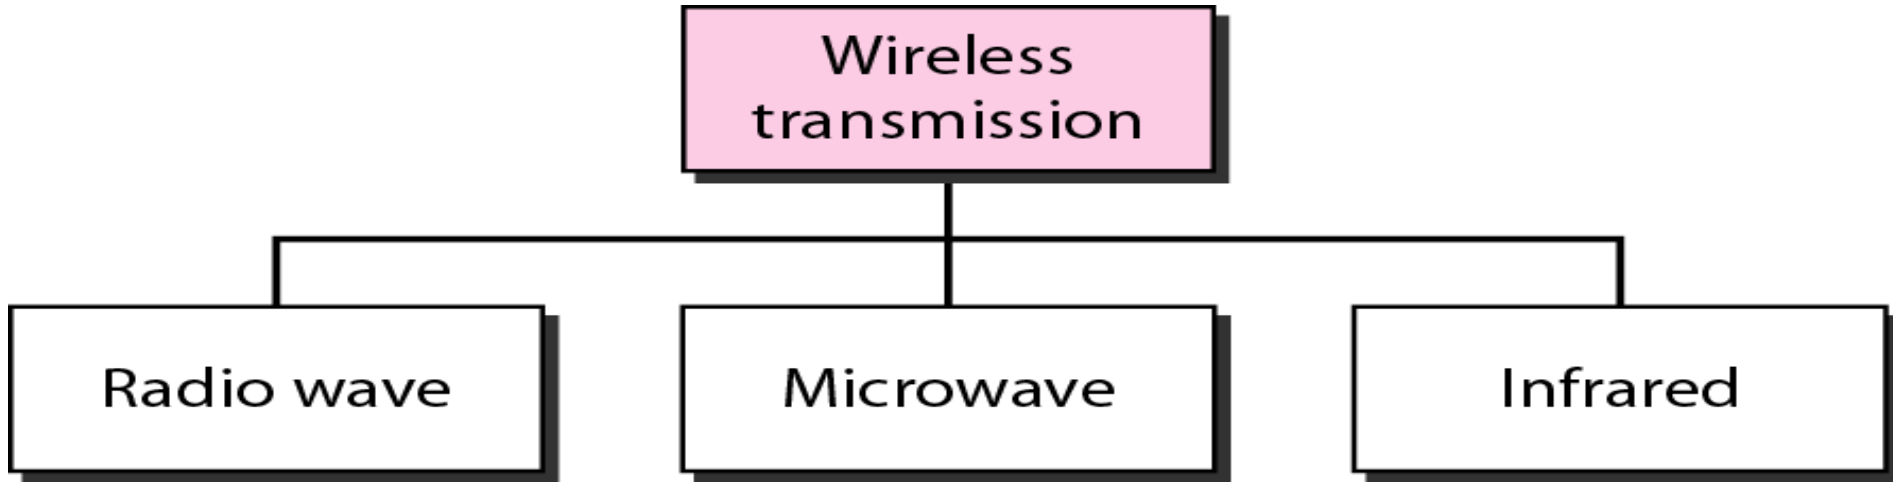 Wireless
transmission
Radio wave
Microwave
Infrared